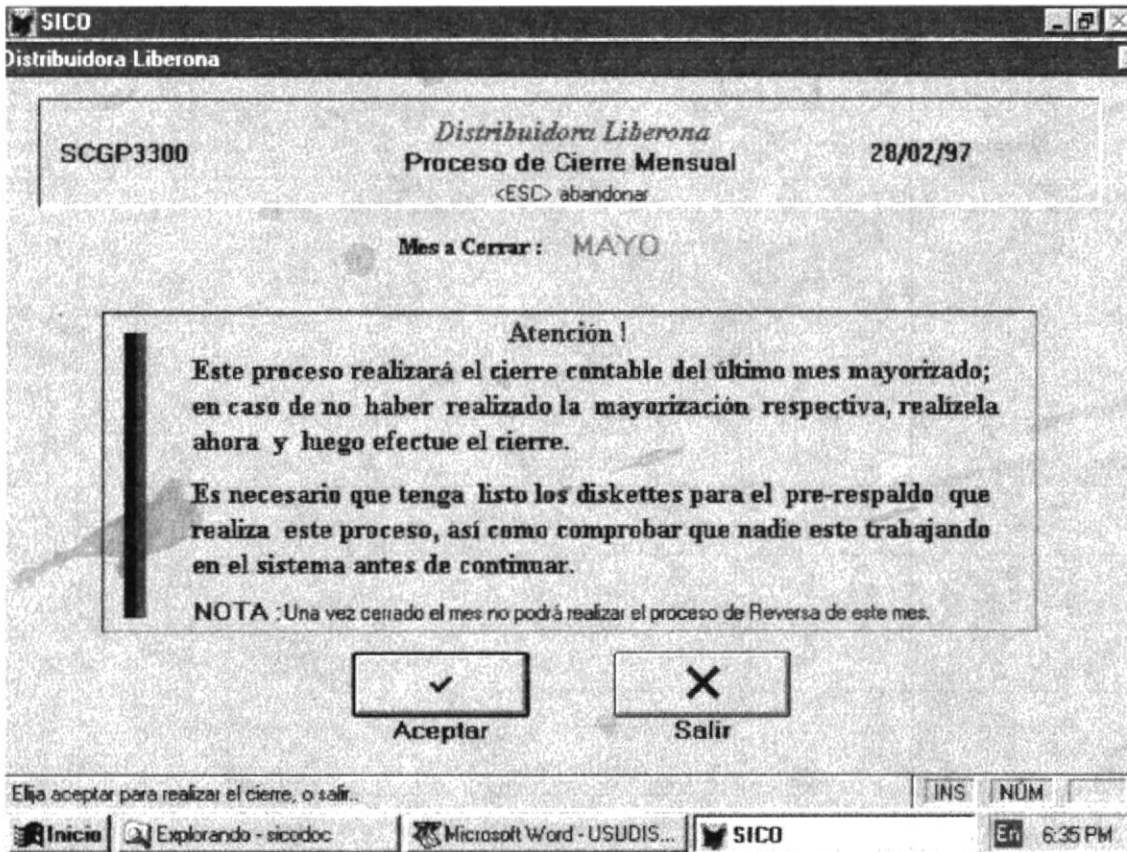 SICO
Distribuidora Liberona
Distribuidora Liberona
SCGP3300
Proceso de Cierre Mensual
28/02/97
<ESC> abandonar
Mes a Cerrar : MAYO
Atención !
Este proceso realizará el cierre contable del último mes mayorizado;
en caso de no haber realizado la mayorización respectiva, realízela
ahora y luego efectue el cierre.
Es necesario que tenga listo los diskettes para el pre-respaldo que
realiza este proceso, así como comprobar que nadie este trabajando
en el sistema antes de continuar.
NOTA :Una vez cerrado el mes no podrá realizar el proceso de Reversa de este mes.
Aceptar Salir
Elija aceptar para realizar el cierre, o salir..
INS NÚM
Inicio Explorando - sicodoc Microsoft Word - USUDIS... SICO En 6:35 PM